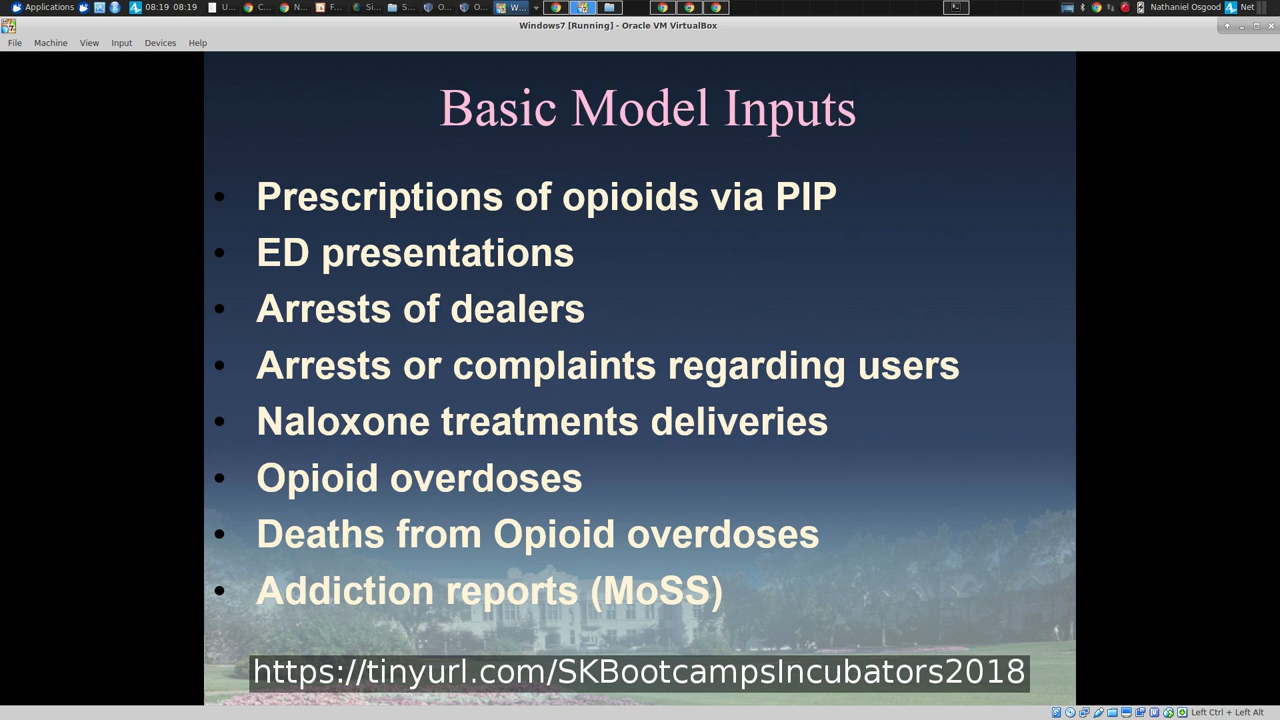 Applications
08:19 08:19
U...
C...
N...
F...
Si...
S...
O...
O...
W...
Nathaniel Osgood
Net
Windows7 [Running] - Oracle VM VirtualBox
File Machine View Input Devices Help
Basic Model Inputs
• Prescriptions of opioids via PIP
• ED presentations
• Arrests of dealers
• Arrests or complaints regarding users
• Naloxone treatments deliveries
• Opioid overdoses
• Deaths from Opioid overdoses
• Addiction reports (MoSS)
https://tinyurl.com/SKBootcampsIncubators2018
Left Ctrl + Left Alt